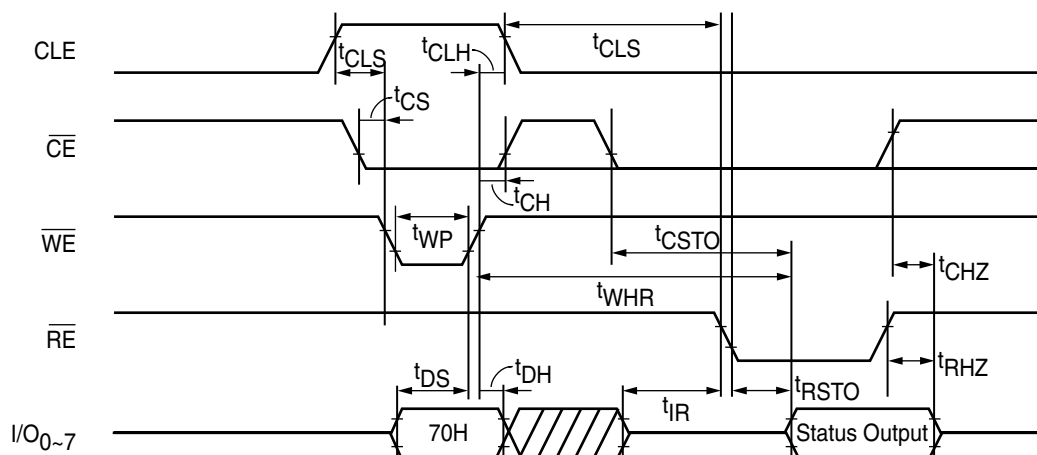 CLE
tCLS
tCLH
tCLS
tCS
CE
tCH
WE
tWP
tCSTO
tCHZ
tWHR
RE
tDS
tDH
tIR
tRSTO
tRHZ
I/O0~7
70H
Status Output